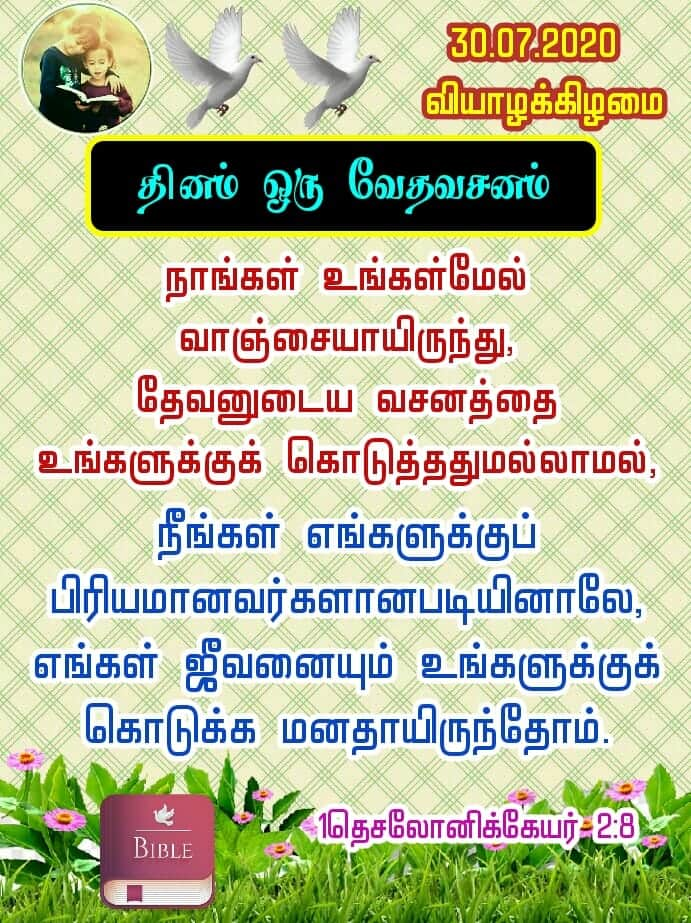 30.07.2020
வியாழக்கிழமை
தினம் ஒரு வேதவசனம்
நாங்கள் உங்கள்மேல்
வாஞ்சையாயிருந்து,
தேவனுடைய வசனத்தை
உங்களுக்குக் கொடுத்ததுமல்லாமல்,
நீங்கள் எங்களுக்குப்
பிரியமானவர்களானபடியினாலே,
எங்கள் ஜீவனையும் உங்களுக்குக்
கொடுக்க மனதாயிருந்தோம்.
1தெசலோனிக்கேயர் 2:8
BIBLE